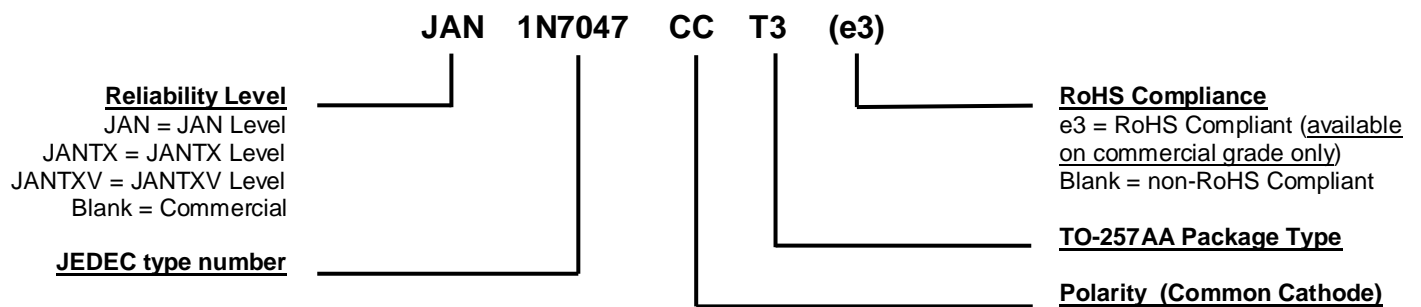 JAN 1N7047 CC T3 (e3)
Reliability Level
JAN = JAN Level
JANTX = JANTX Level
JANTXV = JANTXV Level
Blank = Commercial
JEDEC type number
RoHS Compliance
e3 = RoHS Compliant (available
on commercial grade only)
Blank = non-RoHS Compliant
TO-257AA Package Type
Polarity (Common Cathode)